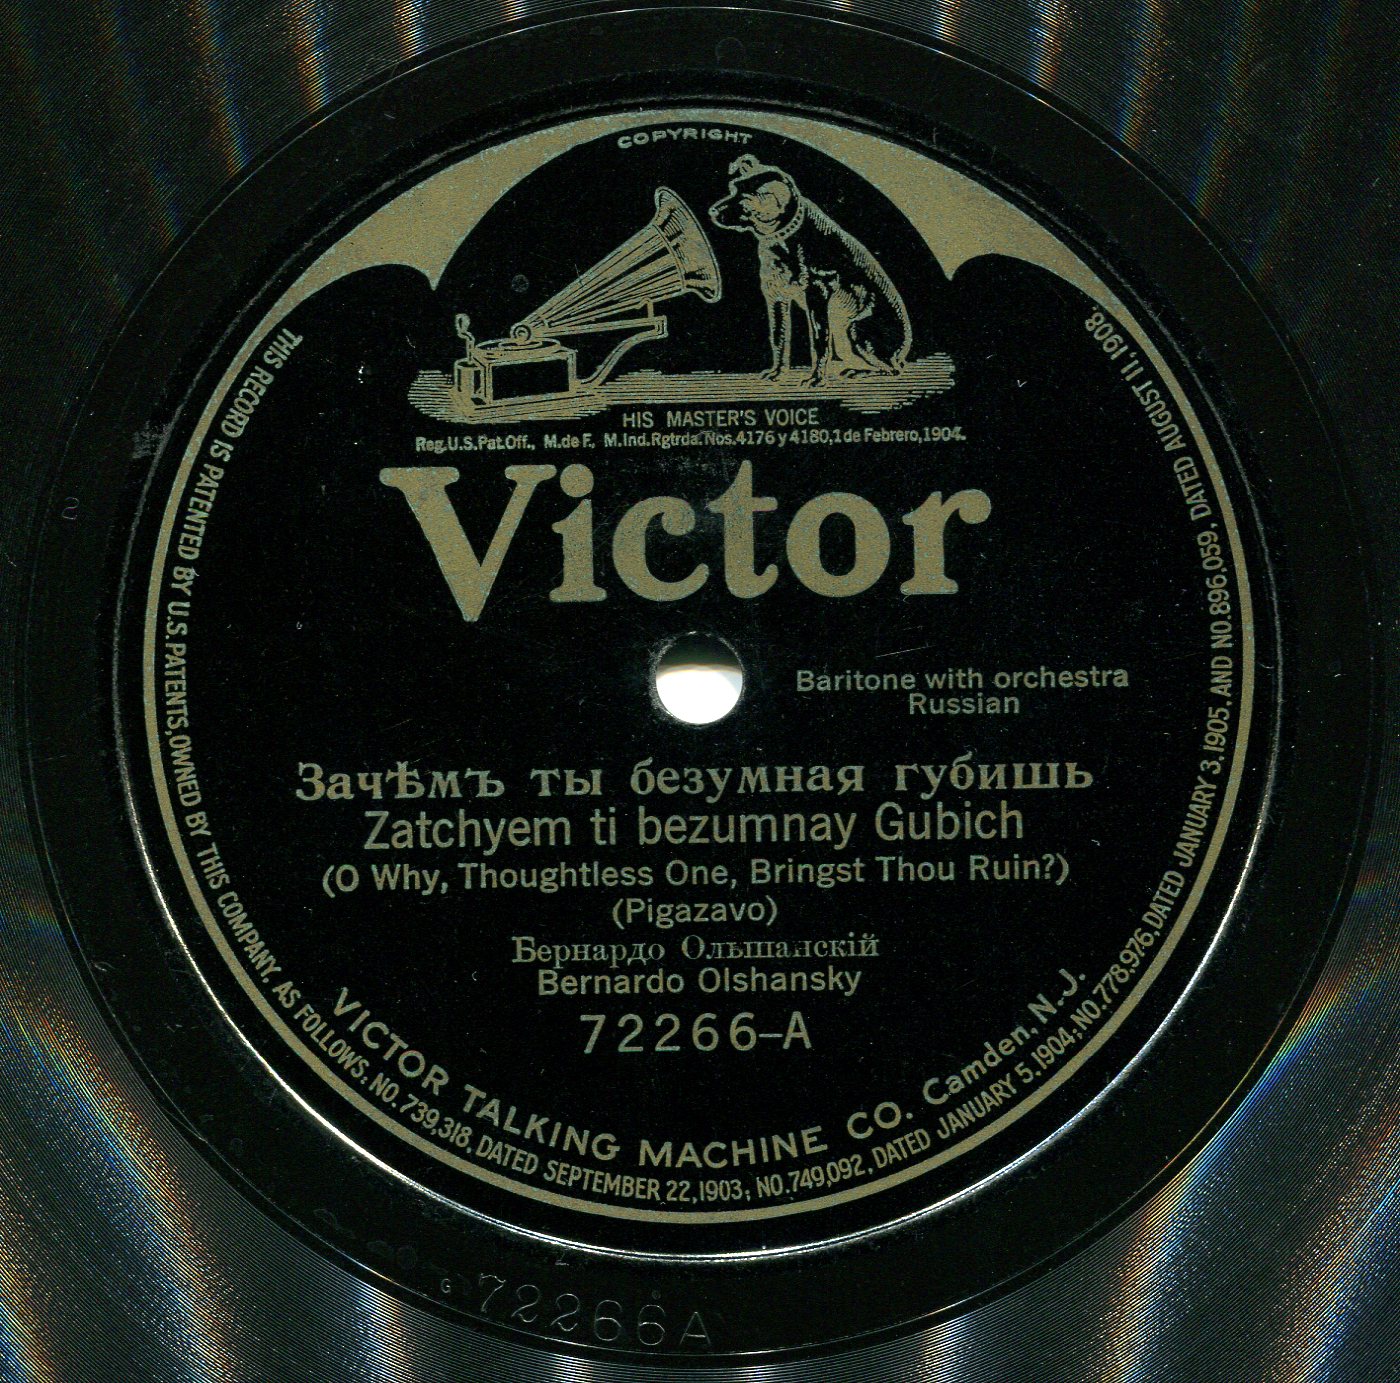 COPYRIGHT
HIS MASTER'S VOICE
Reg.U.S.Pat.Off., M.de F., M.Ind.Rgtrda.Nos.4176 y 4180,1 de Febrero,1904.
Victor
Baritone with orchestra
Russian
Зачѣмъ ты безумная губишь
Zatchyem ti bezumnay Gubich
(O Why, Thoughtless One, Bringst Thou Ruin?)
(Pigazavo)
Бернардо Ольшанскій
Bernardo Olshansky
72266-A
VICTOR TALKING MACHINE CO. Camden, N.J.
THIS RECORD IS PATENTED BY U.S. PATENTS, OWNED BY THIS COMPANY, AS FOLLOWS: NO. 739,318, DATED SEPTEMBER 22, 1903; NO. 749,092, DATED JANUARY 5, 1904; NO. 778,976, DATED JANUARY 3, 1905, AND NO. 896,059, DATED AUGUST 11, 1908.
G 72266A